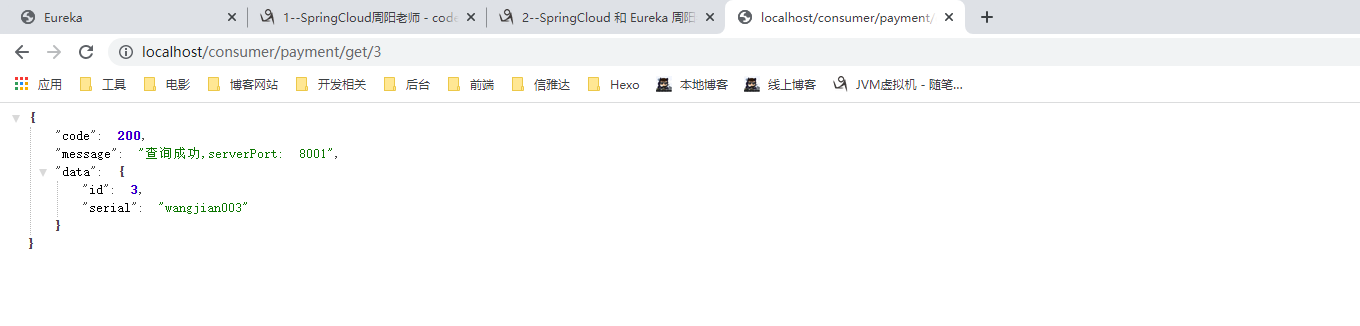 Eureka
1--SpringCloud周阳老师 - code
2--SpringCloud 和 Eureka 周阳
localhost/consumer/payment/
localhost/consumer/payment/get/3
应用 工具 电影 博客网站 开发相关 后台 前端 信雅达 Hexo 本地博客 线上博客 JVM虚拟机 - 随笔...
{
"code": 200,
"message": "查询成功,serverPort: 8001",
"data": {
"id": 3,
"serial": "wangjian003"
}
}